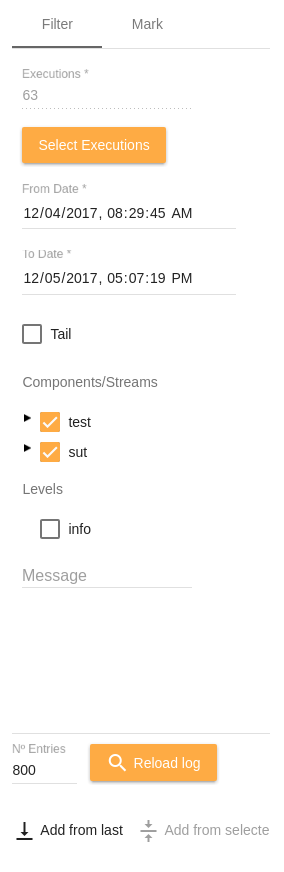 Filter Mark
Executions *
63
Select Executions
From Date *
12/04/2017, 08:29:45 AM
To Date *
12/05/2017, 05:07:19 PM
Tail
Components/Streams
test
sut
Levels
info
Message
Nº Entries
800
Reload log
Add from last Add from selecte